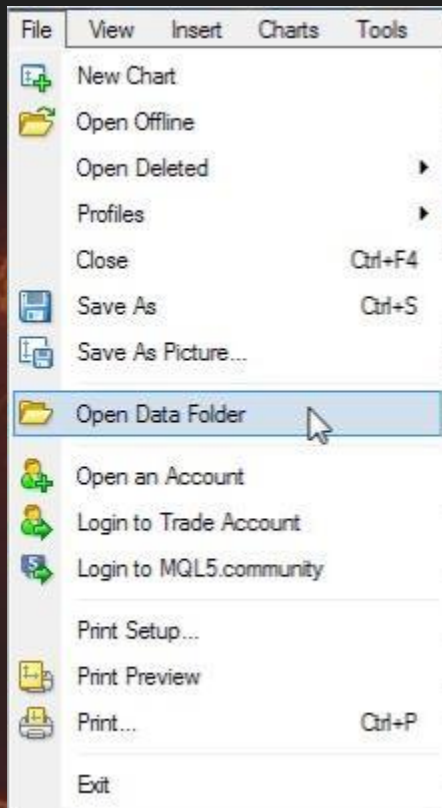 File View Insert Charts Tools
New Chart
Open Offline
Open Deleted
Profiles
Close Ctrl+F4
Save As Ctrl+S
Save As Picture...
Open Data Folder
Open an Account
Login to Trade Account
Login to MQL5.community
Print Setup...
Print Preview
Print... Ctrl+P
Exit